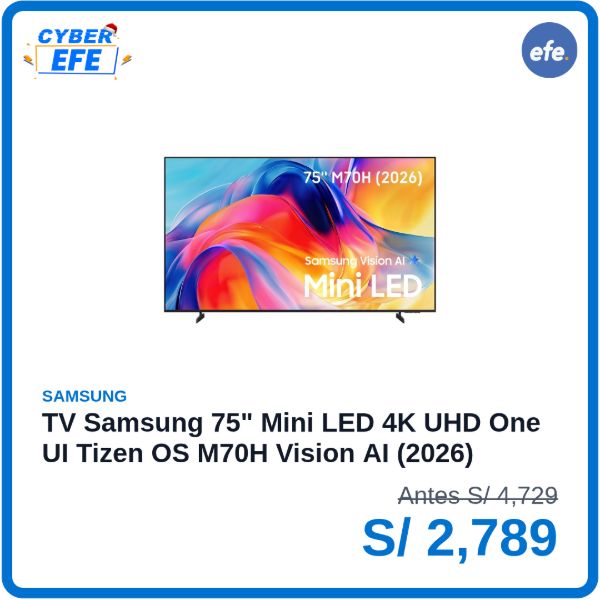 CYBER
EFE
efe.
75" M70H (2026)
Samsung Vision AI
Mini LED
SAMSUNG
TV Samsung 75" Mini LED 4K UHD One
UI Tizen OS M70H Vision AI (2026)
Antes S/ 4,729
S/ 2,789